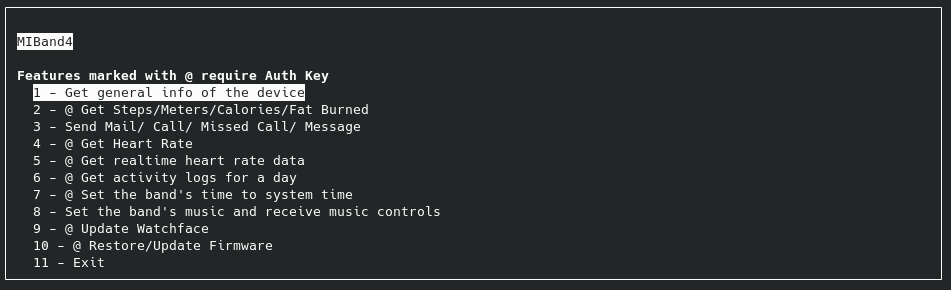 MIBand4
Features marked with @ require Auth Key
1 - Get general info of the device
2 - @ Get Steps/Meters/Calories/Fat Burned
3 - Send Mail/ Call/ Missed Call/ Message
4 - @ Get Heart Rate
5 - @ Get realtime heart rate data
6 - @ Get activity logs for a day
7 - @ Set the band's time to system time
8 - Set the band's music and receive music controls
9 - @ Update Watchface
10 - @ Restore/Update Firmware
11 - Exit